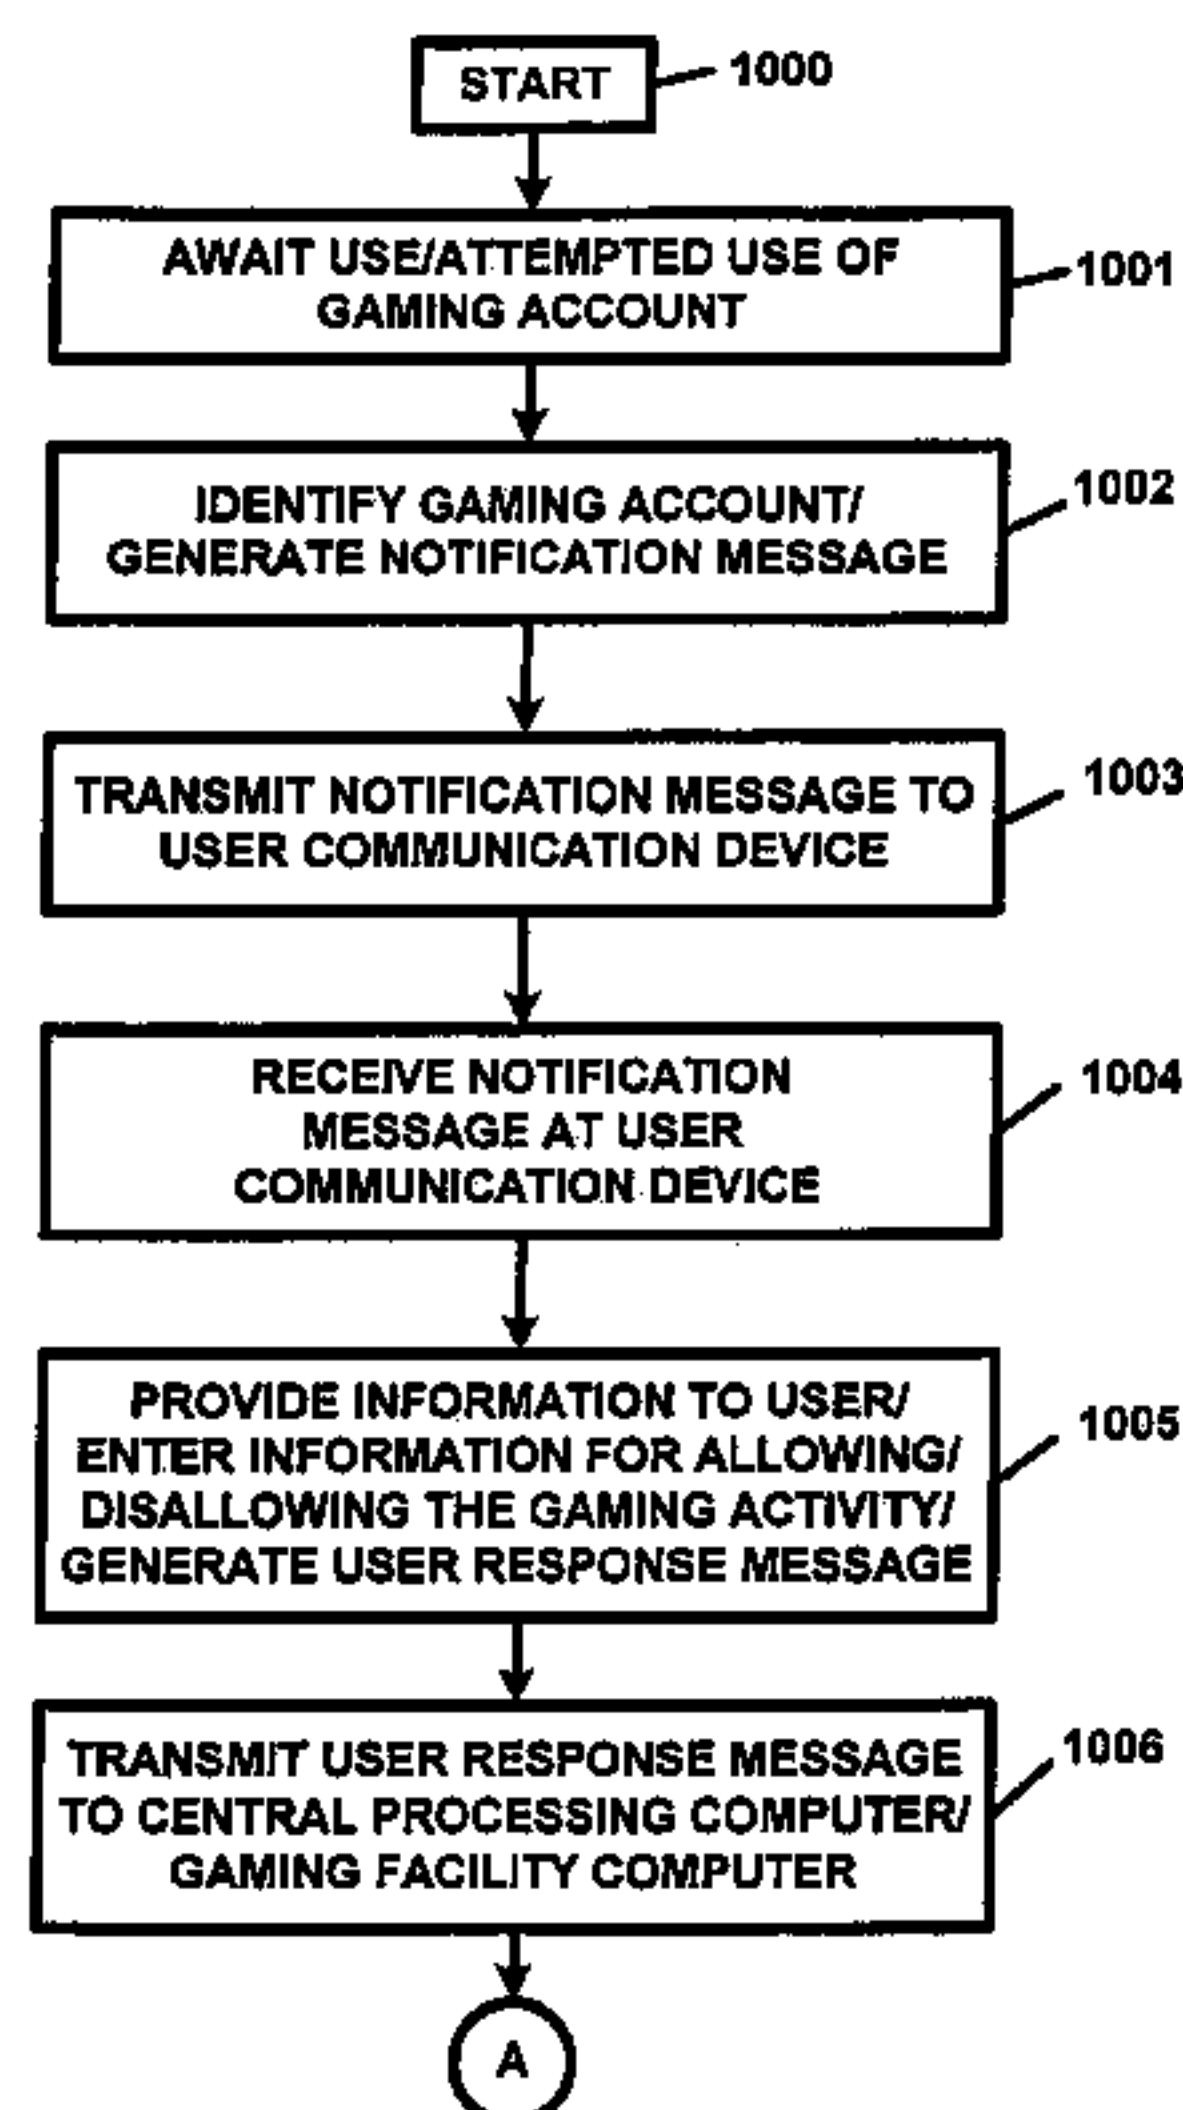 START
1000
AWAIT USE/ATTEMPTED USE OF
GAMING ACCOUNT
1001
IDENTIFY GAMING ACCOUNT/
GENERATE NOTIFICATION MESSAGE
1002
TRANSMIT NOTIFICATION MESSAGE TO
USER COMMUNICATION DEVICE
1003
RECEIVE NOTIFICATION
MESSAGE AT USER
COMMUNICATION DEVICE
1004
PROVIDE INFORMATION TO USER/
ENTER INFORMATION FOR ALLOWING/
DISALLOWING THE GAMING ACTIVITY/
GENERATE USER RESPONSE MESSAGE
1005
TRANSMIT USER RESPONSE MESSAGE
TO CENTRAL PROCESSING COMPUTER/
GAMING FACILITY COMPUTER
1006
A